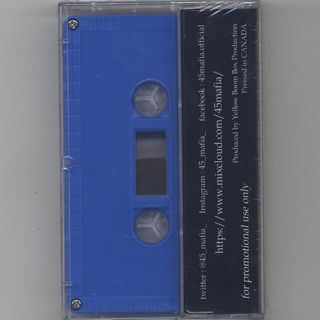 twitter : @45_mafia_ Instagram : 45_mafia_ facebook : 45mafia.official
https://www.mixcloud.com/45mafia/
Produced by Yellow Boom Box Production
Pressed in CANADA
for promotional use only